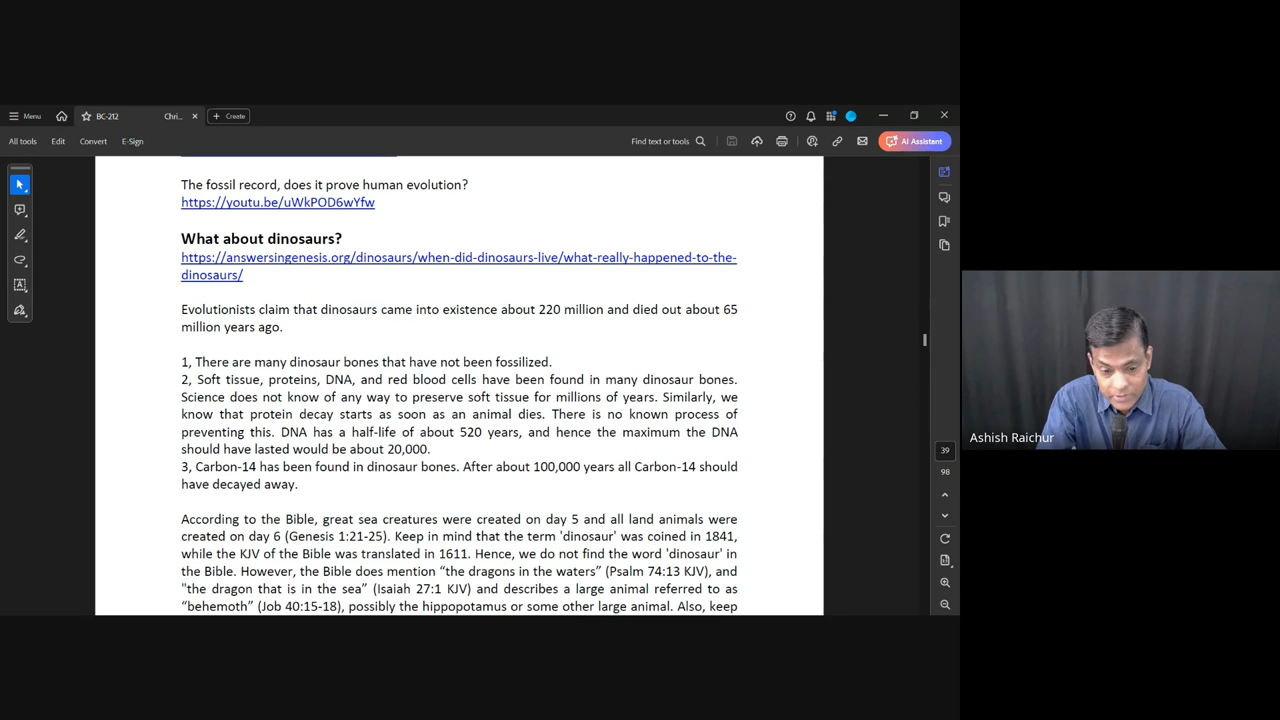 Menu
BC-212
Chri...
Create
All tools
Edit
Convert
E-Sign
Find text or tools
AI Assistant
The fossil record, does it prove human evolution?
https://youtu.be/uWkPOD6wYfw
What about dinosaurs?
https://answersingenesis.org/dinosaurs/when-did-dinosaurs-live/what-really-happened-to-the-
dinosaurs/
Evolutionists claim that dinosaurs came into existence about 220 million and died out about 65
million years ago.
1, There are many dinosaur bones that have not been fossilized.
2, Soft tissue, proteins, DNA, and red blood cells have been found in many dinosaur bones.
Science does not know of any way to preserve soft tissue for millions of years. Similarly, we
know that protein decay starts as soon as an animal dies. There is no known process of
preventing this. DNA has a half-life of about 520 years, and hence the maximum the DNA
should have lasted would be about 20,000.
3, Carbon-14 has been found in dinosaur bones. After about 100,000 years all Carbon-14 should
have decayed away.
According to the Bible, great sea creatures were created on day 5 and all land animals were
created on day 6 (Genesis 1:21-25). Keep in mind that the term 'dinosaur' was coined in 1841,
while the KJV of the Bible was translated in 1611. Hence, we do not find the word 'dinosaur' in
the Bible. However, the Bible does mention “the dragons in the waters” (Psalm 74:13 KJV), and
"the dragon that is in the sea” (Isaiah 27:1 KJV) and describes a large animal referred to as
“behemoth” (Job 40:15-18), possibly the hippopotamus or some other large animal. Also, keep
39
98
Ashish Raichur